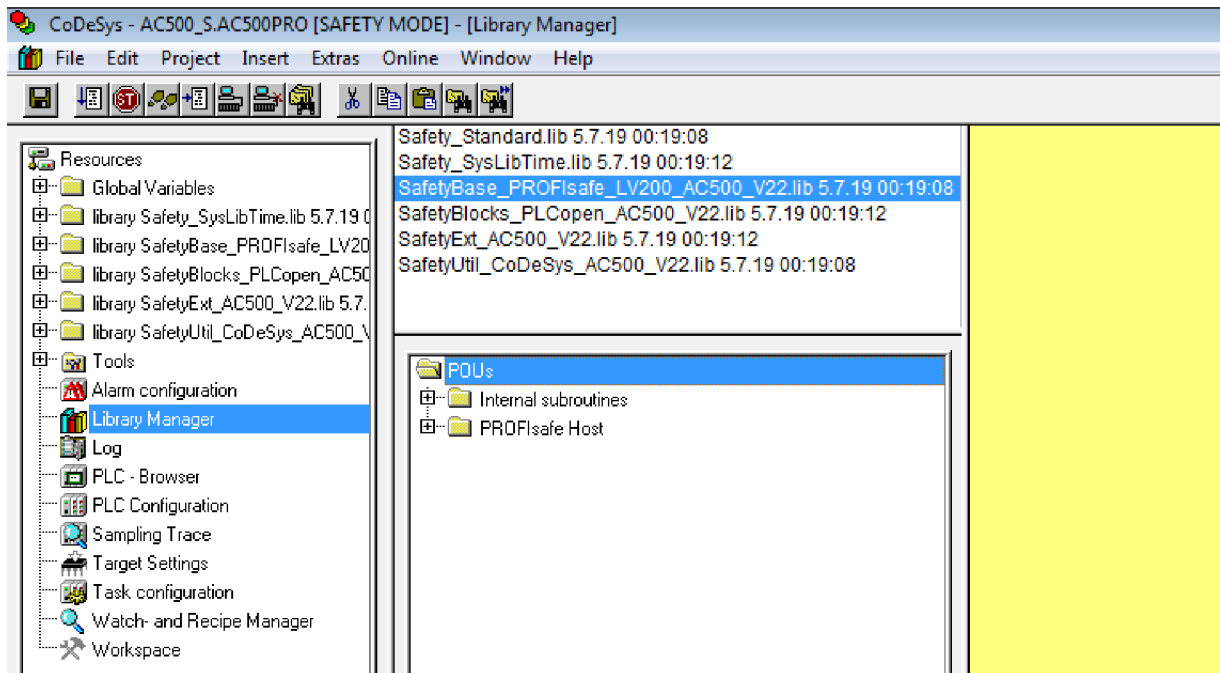 CoDeSys - AC500_S.AC500PRO [SAFETY MODE] - [Library Manager]
File Edit Project Insert Extras Online Window Help
ST
Resources
Global Variables
library Safety_SysLibTime.lib 5.7.19 0
library SafetyBase_PROFIsafe_LV20
library SafetyBlocks_PLCopen_AC50
library SafetyExt_AC500_V22.lib 5.7.
library SafetyUtil_CoDeSys_AC500_V
Tools
Alarm configuration
Library Manager
Log
PLC - Browser
PLC Configuration
Sampling Trace
Target Settings
Task configuration
Watch- and Recipe Manager
Workspace
Safety_Standard.lib 5.7.19 00:19:08
Safety_SysLibTime.lib 5.7.19 00:19:12
SafetyBase_PROFIsafe_LV200_AC500_V22.lib 5.7.19 00:19:08
SafetyBlocks_PLCopen_AC500_V22.lib 5.7.19 00:19:12
SafetyExt_AC500_V22.lib 5.7.19 00:19:12
SafetyUtil_CoDeSys_AC500_V22.lib 5.7.19 00:19:08
POUs
Internal subroutines
PROFIsafe Host